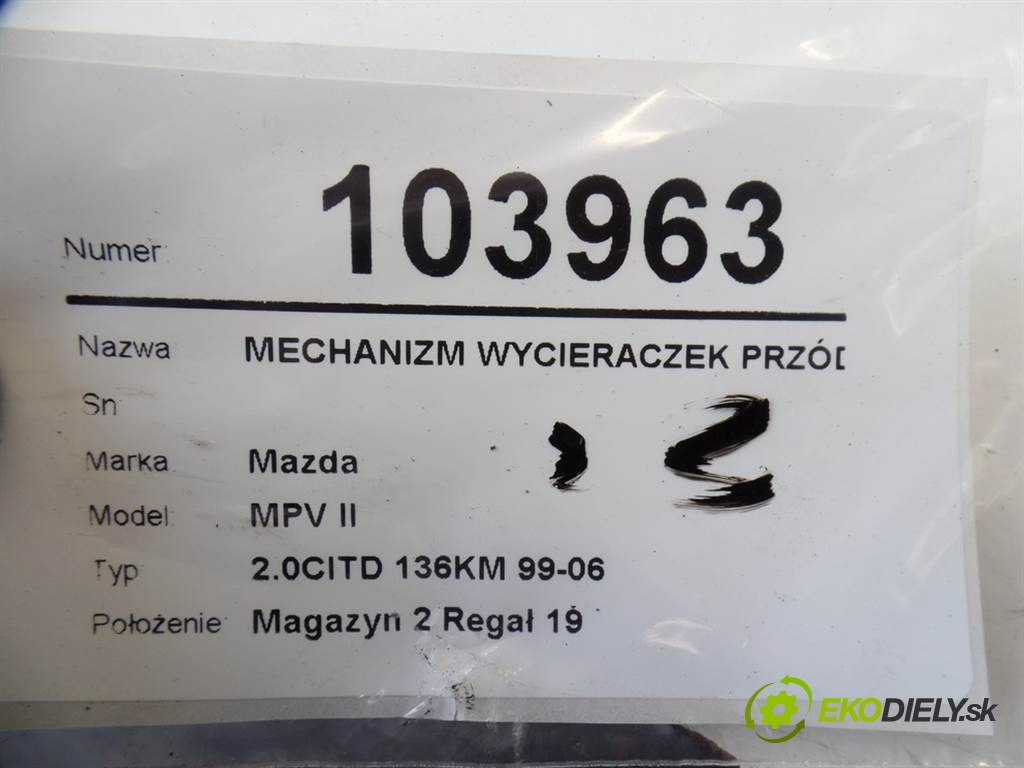 Numer 103963
Nazwa MECHANIZM WYCIERACZEK PRZÓD
Sn
Marka Mazda
Model MPV II
Typ 2.0CITD 136KM 99-06
Położenie Magazyn 2 Regał 19
EKODIELY.sk